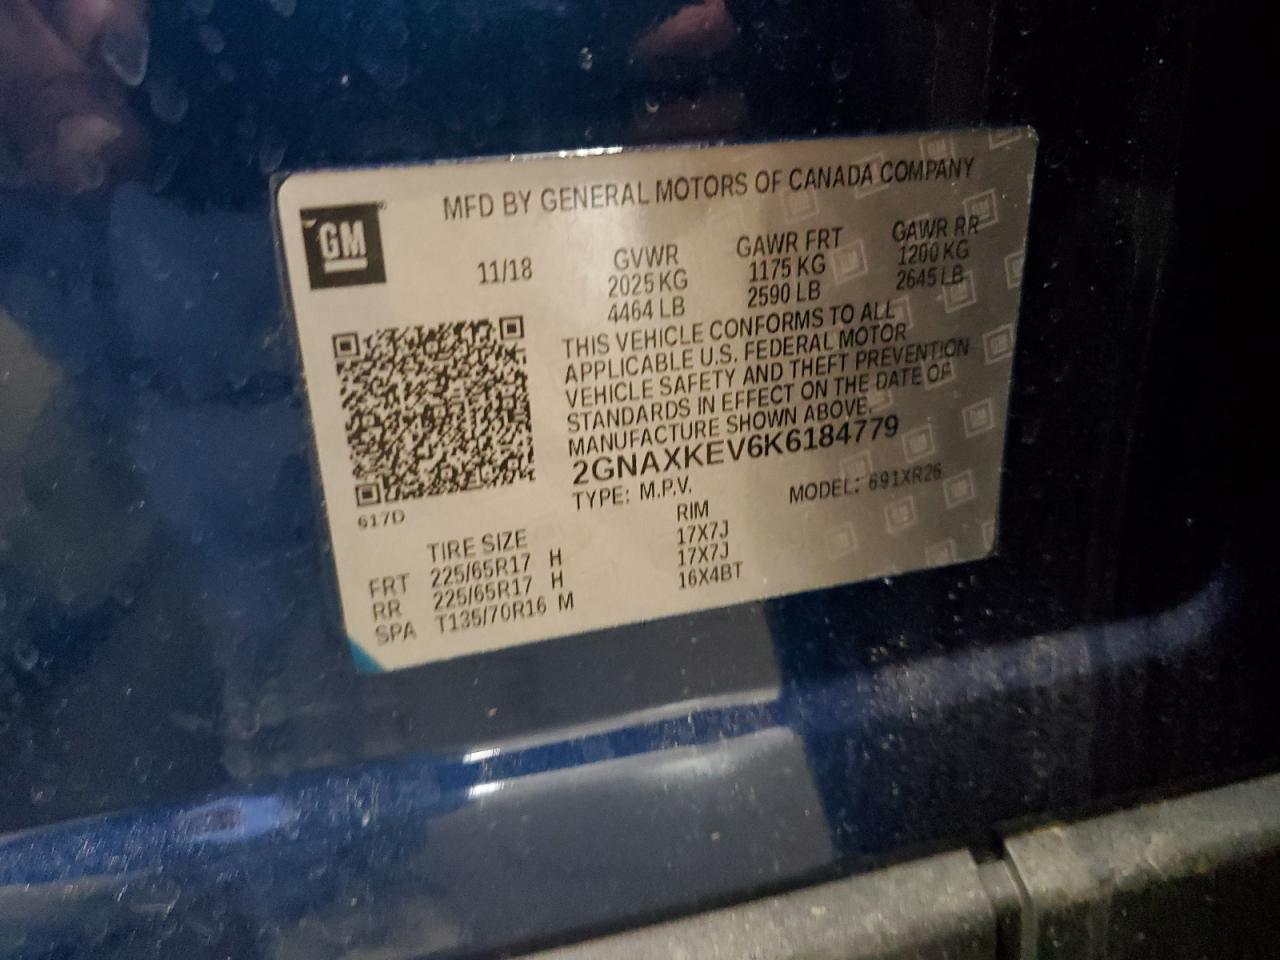 MFD BY GENERAL MOTORS OF CANADA COMPANY
GM
11/18
GVWR GAWR FRT GAWR RR
2025 KG 1175 KG 1200 KG
4464 LB 2590 LB 2645 LB
THIS VEHICLE CONFORMS TO ALL
APPLICABLE U.S. FEDERAL MOTOR
VEHICLE SAFETY AND THEFT PREVENTION
STANDARDS IN EFFECT ON THE DATE OF
MANUFACTURE SHOWN ABOVE.
2GNAXKEV6K6184779
TYPE: M.P.V. MODEL: 691XR26
617D
TIRE SIZE RIM
FRT 225/65R17 H 17X7J
RR 225/65R17 H 17X7J
SPA T135/70R16 M 16X4BT